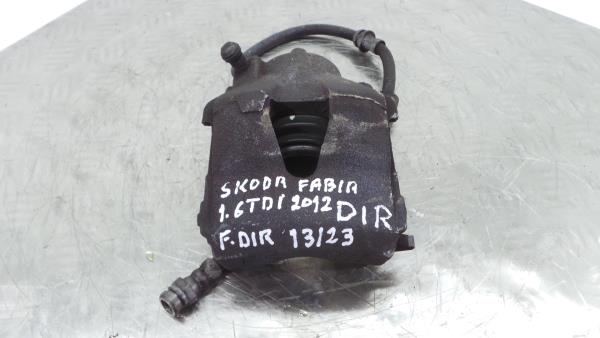 SKODA FABIA
1.6TDI 2012 DIR
F.DIR 13/23